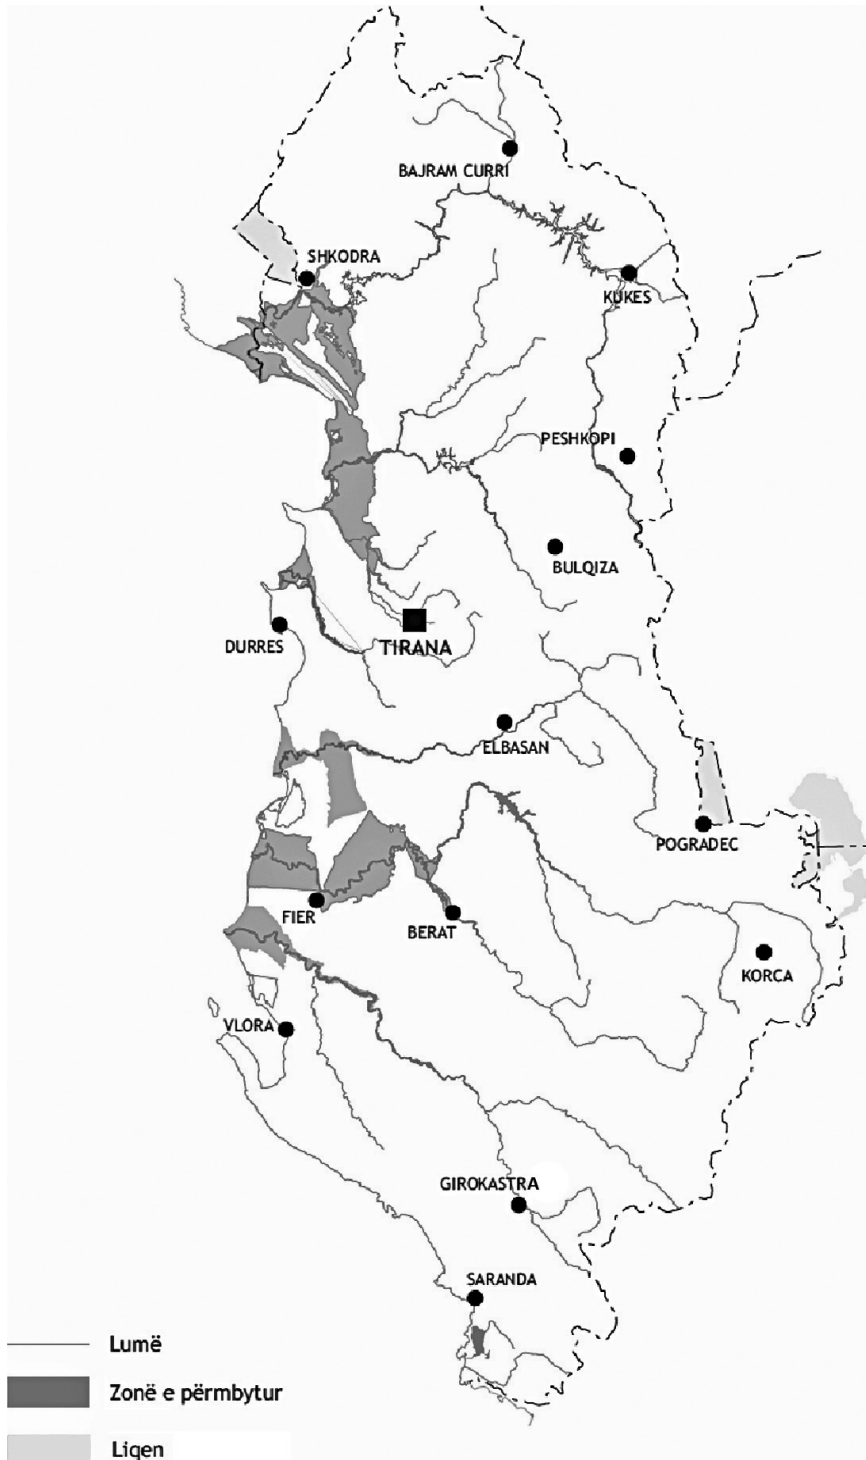 BAJRAM CURRI
SHKODRA
KUKES
PESHKOPI
BULQIZA
DURRES
TIRANA
ELBASAN
POGRADEC
FIER
BERAT
KORCA
VLORA
GIROKASTRA
SARANDA
Lumë
Zonë e përmbytur
Liqen